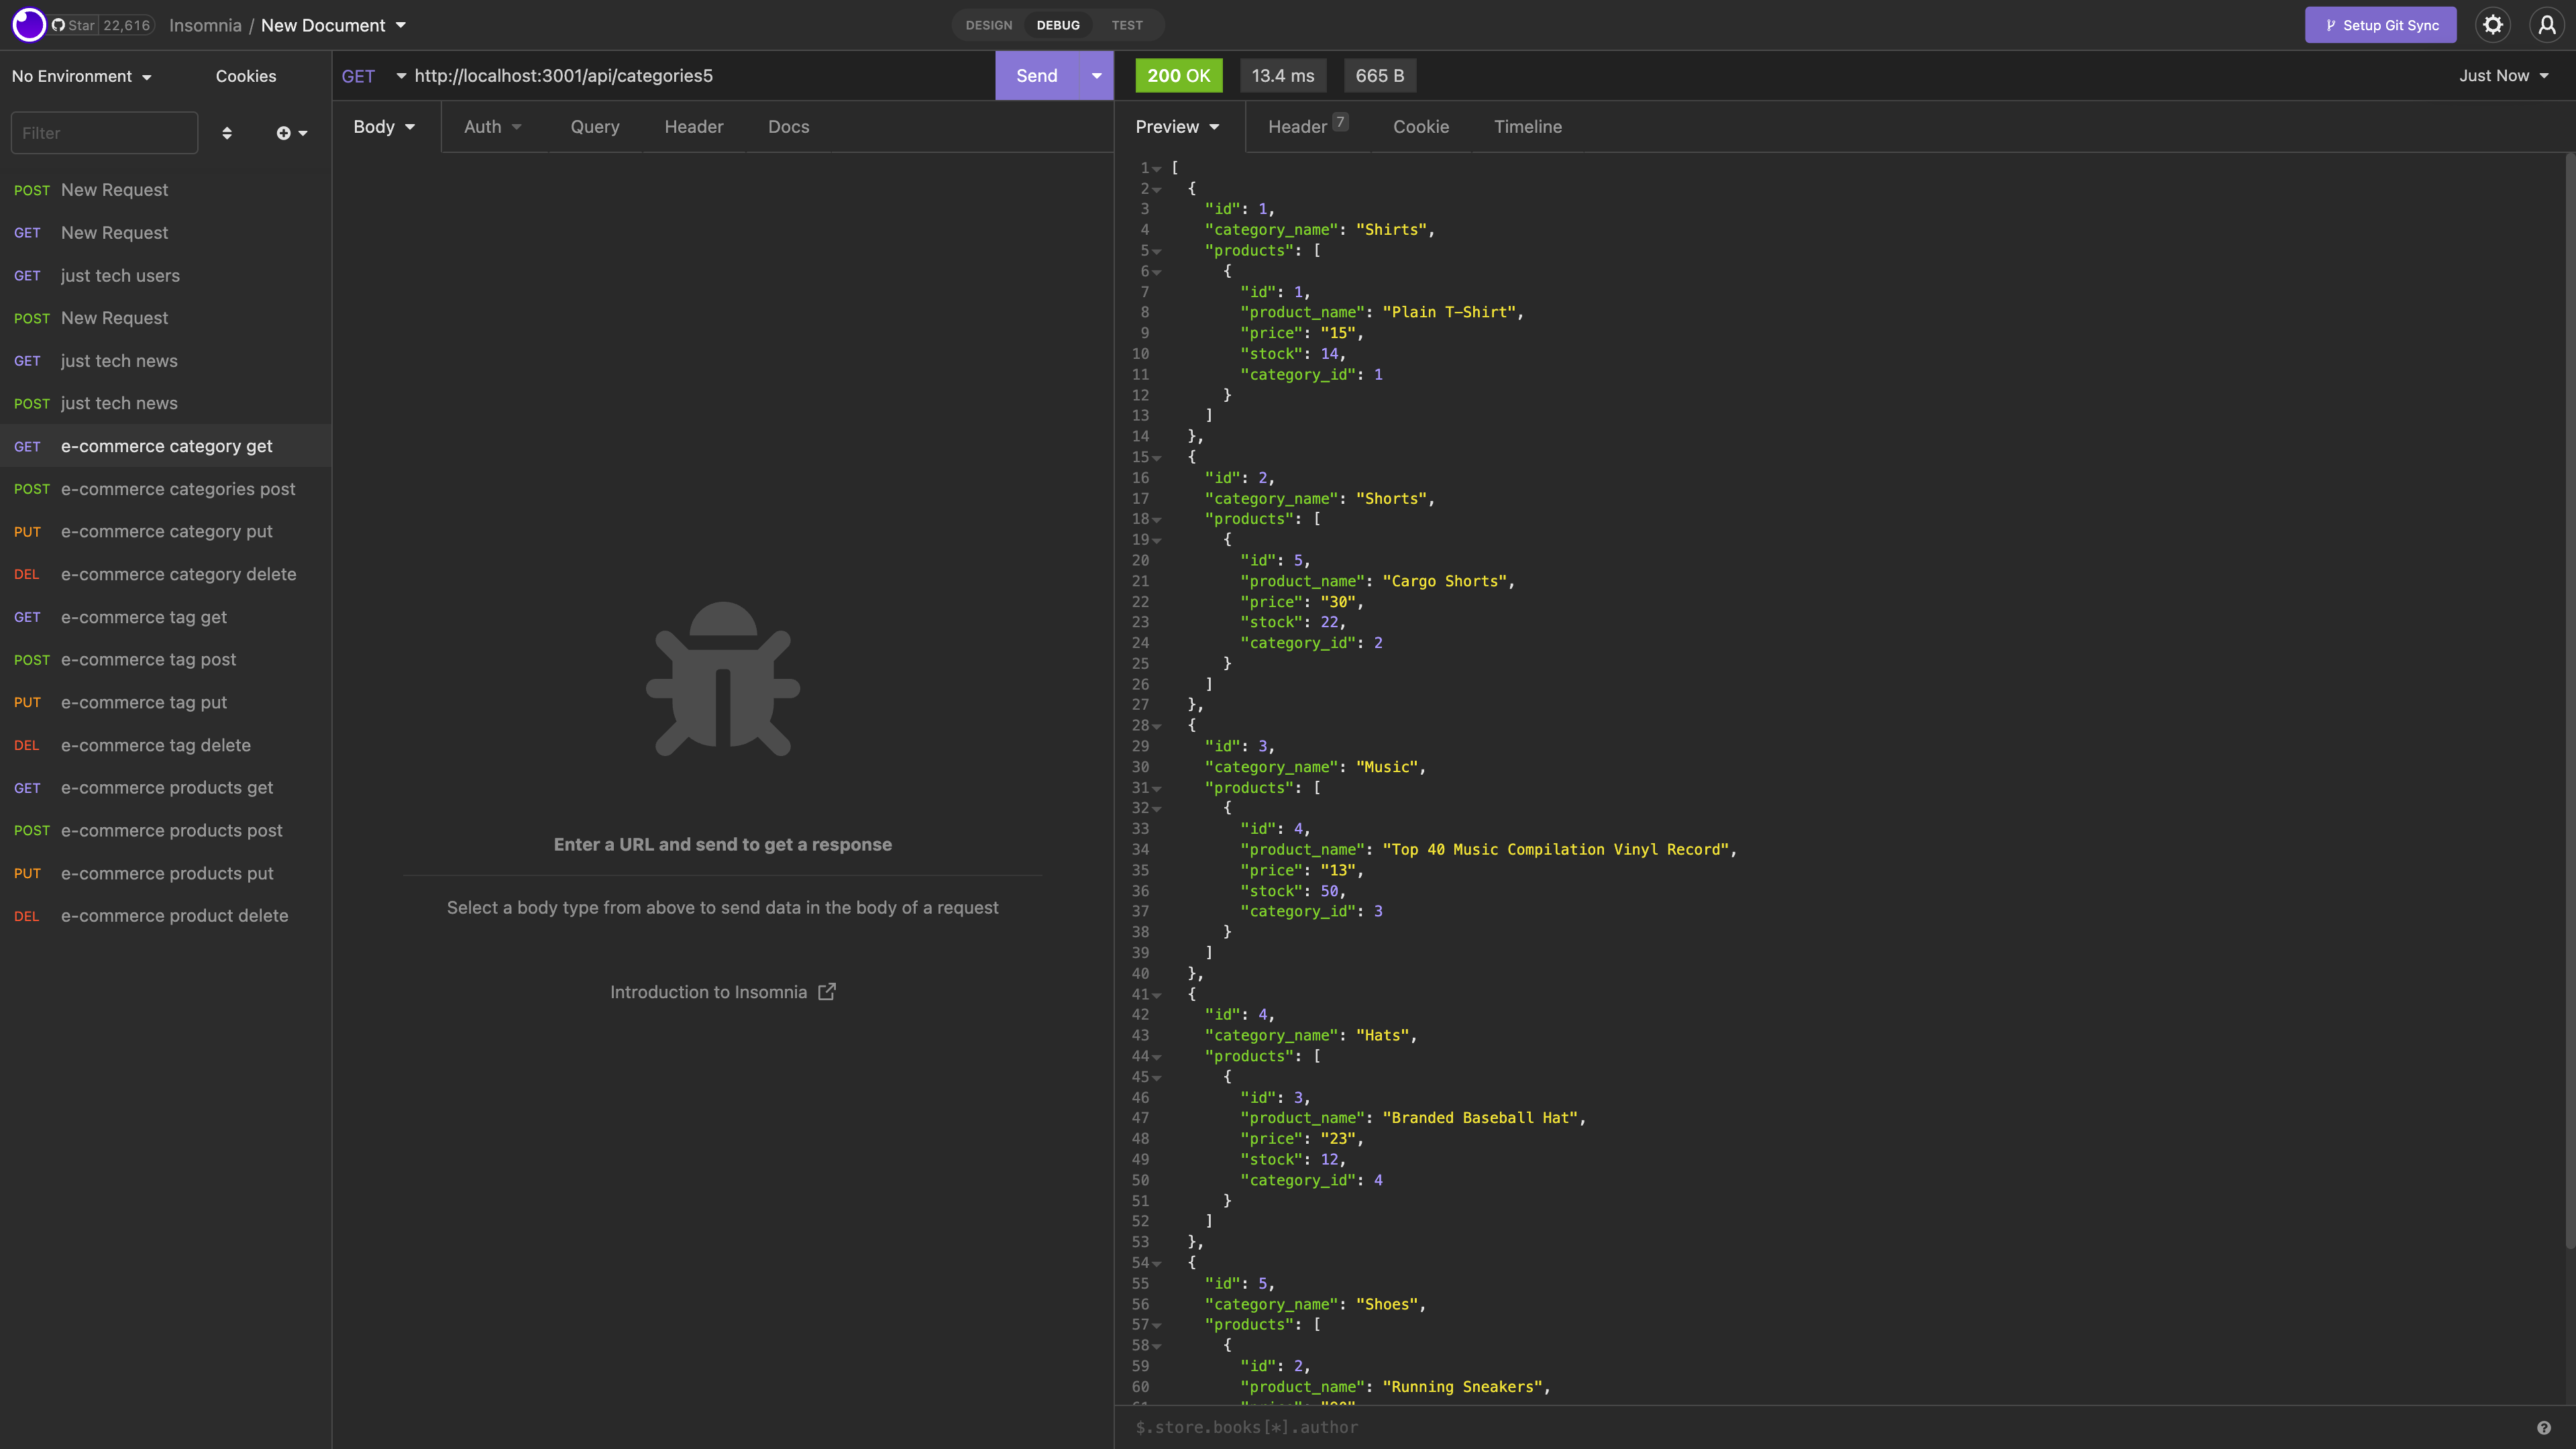 Star 22,616 Insomnia / New Document DESIGN DEBUG TEST Setup Git Sync
No Environment Cookies
Filter
POST New Request
GET New Request
GET just tech users
POST New Request
GET just tech news
POST just tech news
GET e-commerce category get
POST e-commerce categories post
PUT e-commerce category put
DEL e-commerce category delete
GET e-commerce tag get
POST e-commerce tag post
PUT e-commerce tag put
DEL e-commerce tag delete
GET e-commerce products get
POST e-commerce products post
PUT e-commerce products put
DEL e-commerce product delete
GET http://localhost:3001/api/categories5 Send
Body Auth Query Header Docs
Enter a URL and send to get a response
Select a body type from above to send data in the body of a request
Introduction to Insomnia
200 OK 13.4 ms 665 B Just Now
Preview Header 7 Cookie Timeline
1 [
2 {
3 "id": 1,
4 "category_name": "Shirts",
5 "products": [
6 {
7 "id": 1,
8 "product_name": "Plain T-Shirt",
9 "price": "15",
10 "stock": 14,
11 "category_id": 1
12 }
13 ]
14 },
15 {
16 "id": 2,
17 "category_name": "Shorts",
18 "products": [
19 {
20 "id": 5,
21 "product_name": "Cargo Shorts",
22 "price": "30",
23 "stock": 22,
24 "category_id": 2
25 }
26 ]
27 },
28 {
29 "id": 3,
30 "category_name": "Music",
31 "products": [
32 {
33 "id": 4,
34 "product_name": "Top 40 Music Compilation Vinyl Record",
35 "price": "13",
36 "stock": 50,
37 "category_id": 3
38 }
39 ]
40 },
41 {
42 "id": 4,
43 "category_name": "Hats",
44 "products": [
45 {
46 "id": 3,
47 "product_name": "Branded Baseball Hat",
48 "price": "23",
49 "stock": 12,
50 "category_id": 4
51 }
52 ]
53 },
54 {
55 "id": 5,
56 "category_name": "Shoes",
57 "products": [
58 {
59 "id": 2,
60 "product_name": "Running Sneakers",
$.store.books[*].author